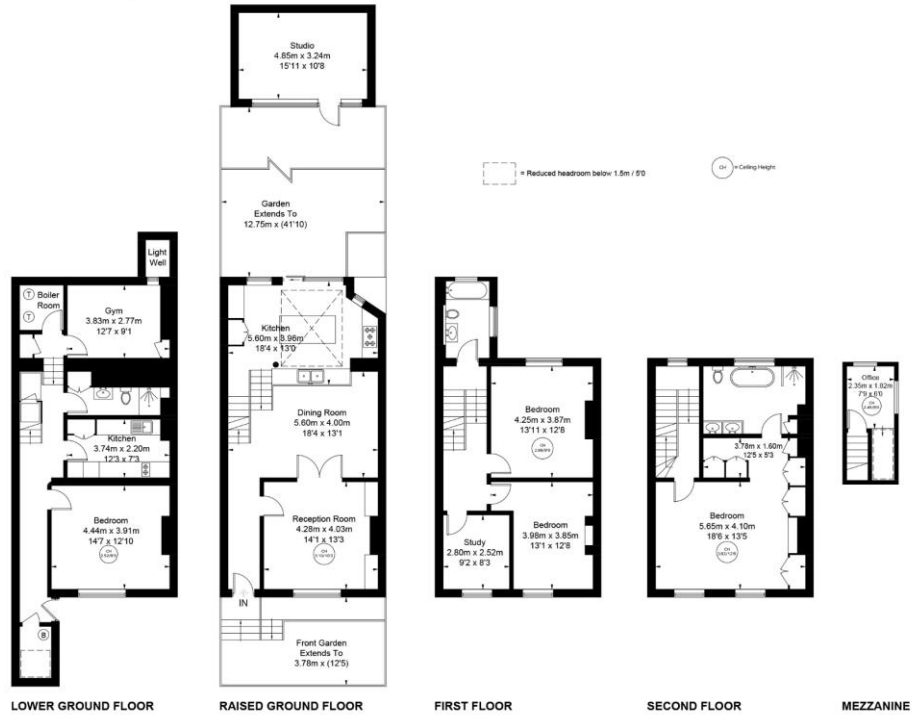 Studio
4.85m x 3.24m
15'11 x 10'8
= Reduced headroom below 1.5m / 5'0
CH
= Ceiling Height
Garden
Extends To
12.75m x (41'10)
Light
Well
T
Boiler
Room
T
Gym
3.83m x 2.77m
12'7 x 9'1
Kitchen
3.74m x 2.20m
12'3 x 7'3
Bedroom
4.44m x 3.91m
14'7 x 12'10
CH
B
LOWER GROUND FLOOR
Kitchen
5.60m x 3.96m
18'4 x 13'0
Dining Room
5.60m x 4.00m
18'4 x 13'1
Reception Room
4.28m x 4.03m
14'1 x 13'3
CH
IN
Front Garden
Extends To
3.78m x (12'5)
RAISED GROUND FLOOR
Bedroom
4.25m x 3.87m
13'11 x 12'8
CH
Bedroom
3.98m x 3.85m
13'1 x 12'8
Study
2.80m x 2.52m
9'2 x 8'3
FIRST FLOOR
3.78m x 1.60m
12'5 x 5'3
Bedroom
5.65m x 4.10m
18'6 x 13'5
CH
SECOND FLOOR
Office
2.35m x 1.82m
7'9 x 6'0
CH
MEZZANINE